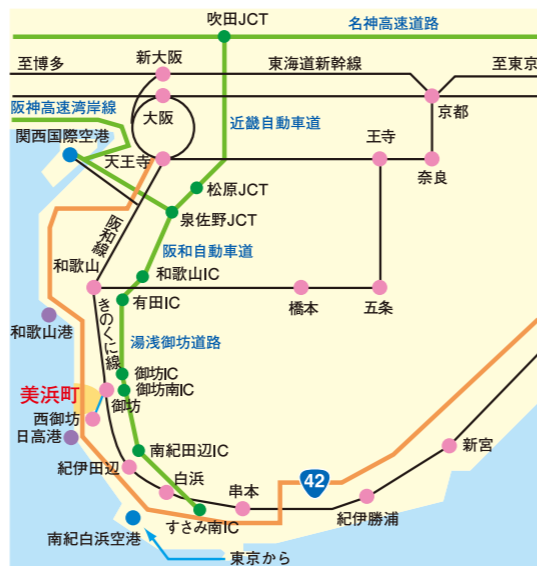 吹田JCT
名神高速道路
至博多
新大阪
東海道新幹線
至東京
阪神高速湾岸線
大阪
近畿自動車道
京都
関西国際空港
天王寺
王寺
奈良
松原JCT
泉佐野JCT
阪和線
阪和自動車道
和歌山
和歌山IC
有田IC
橋本
五条
和歌山港
きのくに線
湯浅御坊道路
御坊IC
御坊南IC
美浜町
御坊
西御坊
日高港
南紀田辺IC
新宮
紀伊田辺
白浜
42
串本
紀伊勝浦
すさみ南IC
南紀白浜空港
東京から